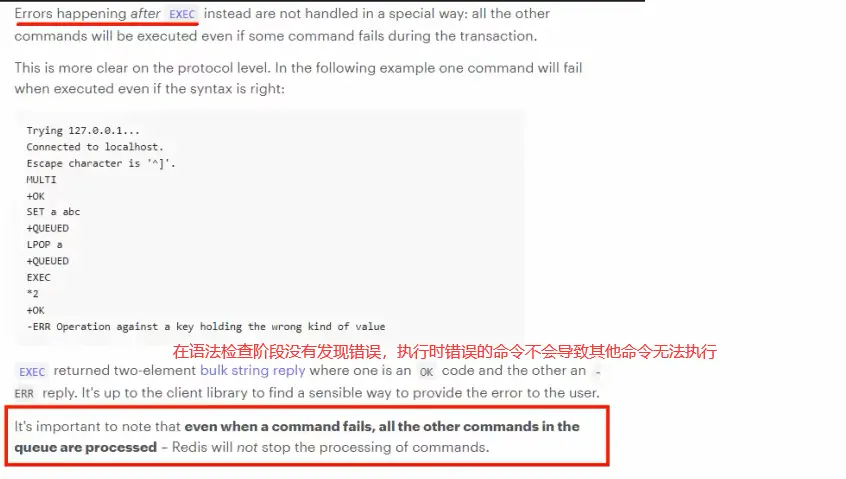 Errors happening after EXEC instead are not handled in a special way: all the other
commands will be executed even if some command fails during the transaction.
This is more clear on the protocol level. In the following example one command will fail
when executed even if the syntax is right:
Trying 127.0.0.1...
Connected to localhost.
Escape character is '^]'.
MULTI
+OK
SET a abc
+QUEUED
LPOP a
+QUEUED
EXEC
*2
+OK
-ERR Operation against a key holding the wrong kind of value
在语法检查阶段没有发现错误，执行时错误的命令不会导致其他命令无法执行
EXEC returned two-element bulk string reply where one is an OK code and the other an -
ERR reply. It's up to the client library to find a sensible way to provide the error to the user.
It's important to note that even when a command fails, all the other commands in the
queue are processed – Redis will not stop the processing of commands.